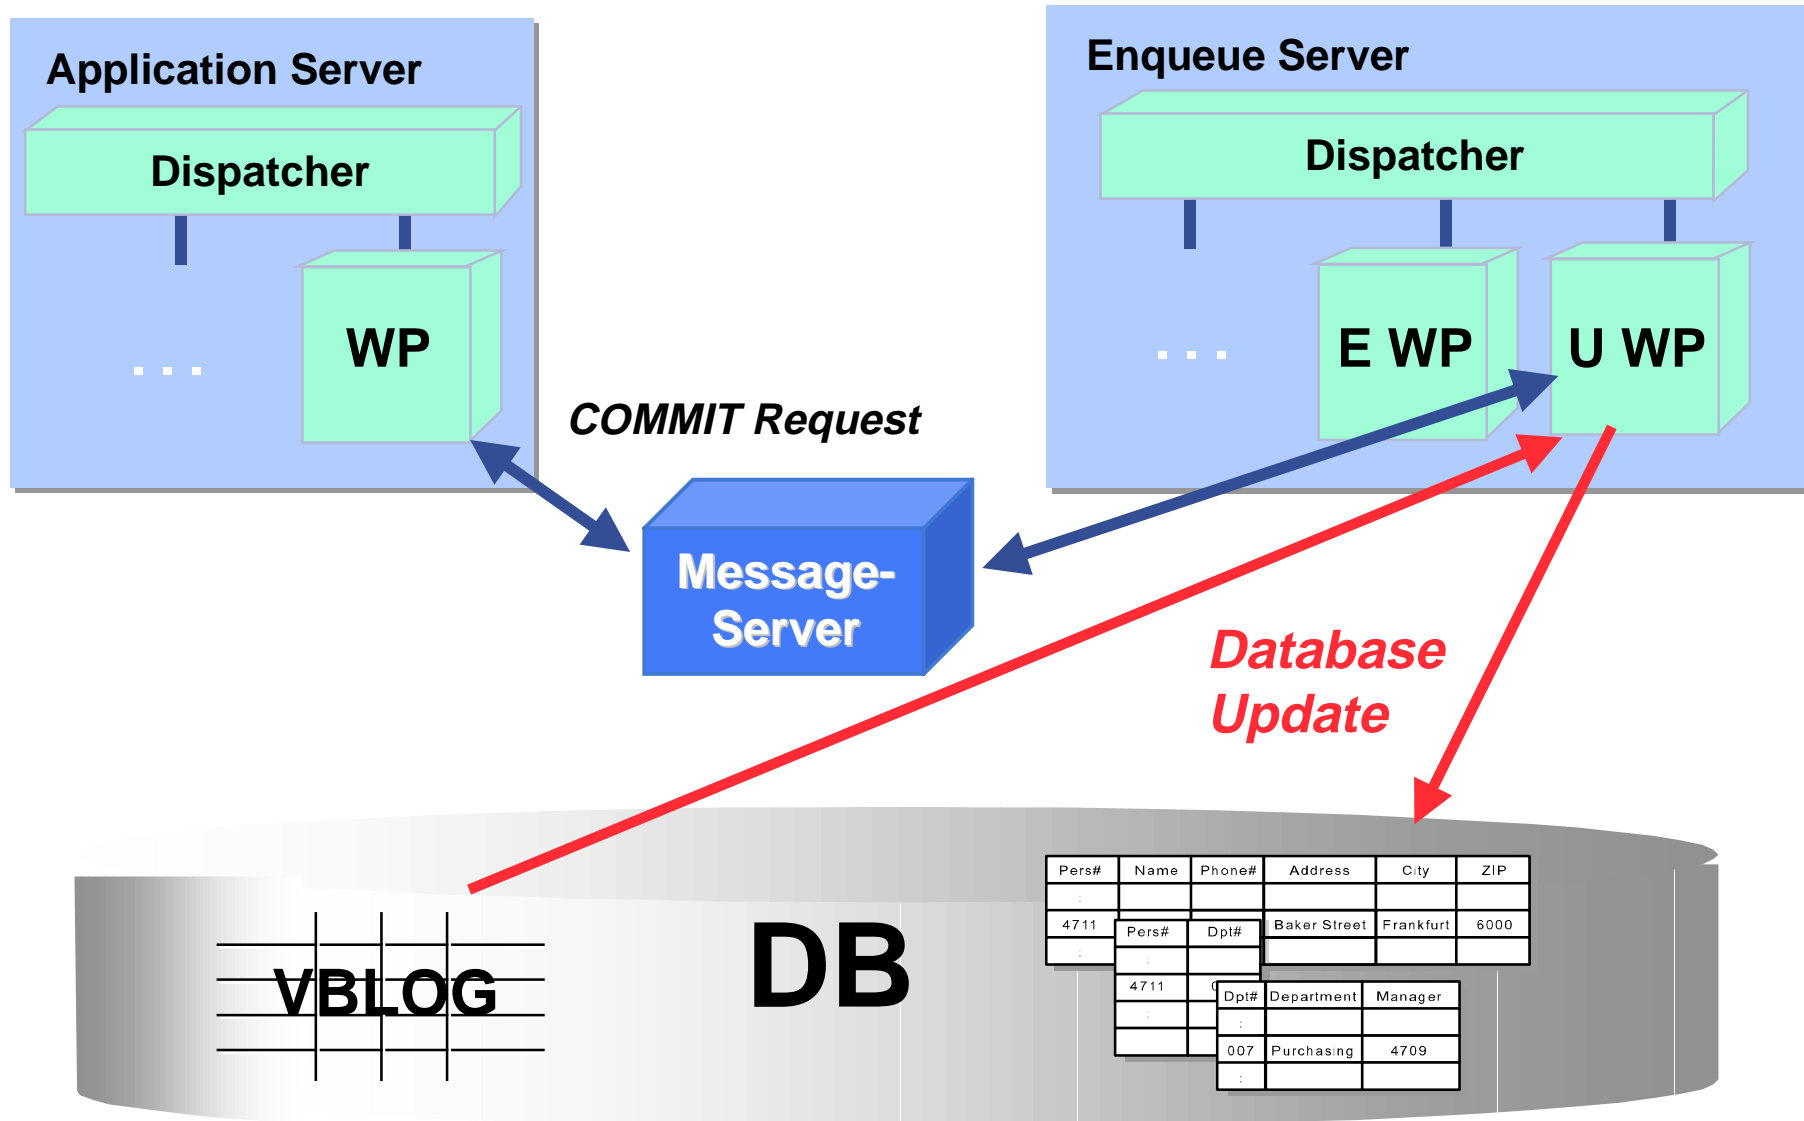 Application Server
Dispatcher
. . .
WP
Enqueue Server
Dispatcher
. . .
E WP
U WP
COMMIT Request
Message-
Server
Database
Update
VBLOG
DB
Pers# Name Phone# Address City ZIP
:
4711 Baker Street Frankfurt 6000
:
Pers# Dpt#
:
4711
:
Dpt# Department Manager
:
007 Purchasing 4709
: